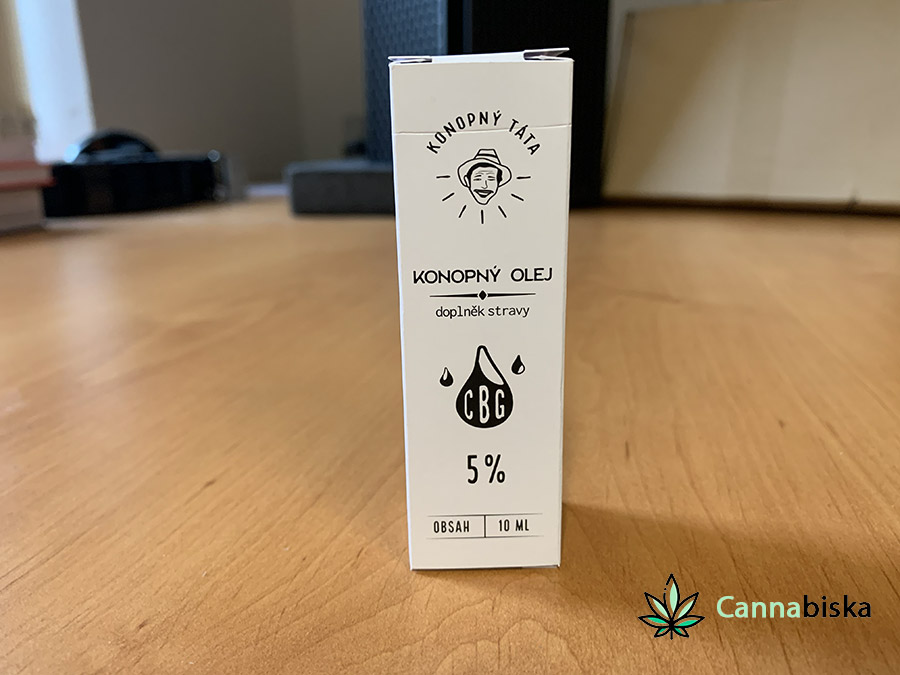 KONOPNÝ TÁTA
KONOPNÝ OLEJ
doplněk stravy
CBG
5%
OBSAH 10 ML
Cannabiska